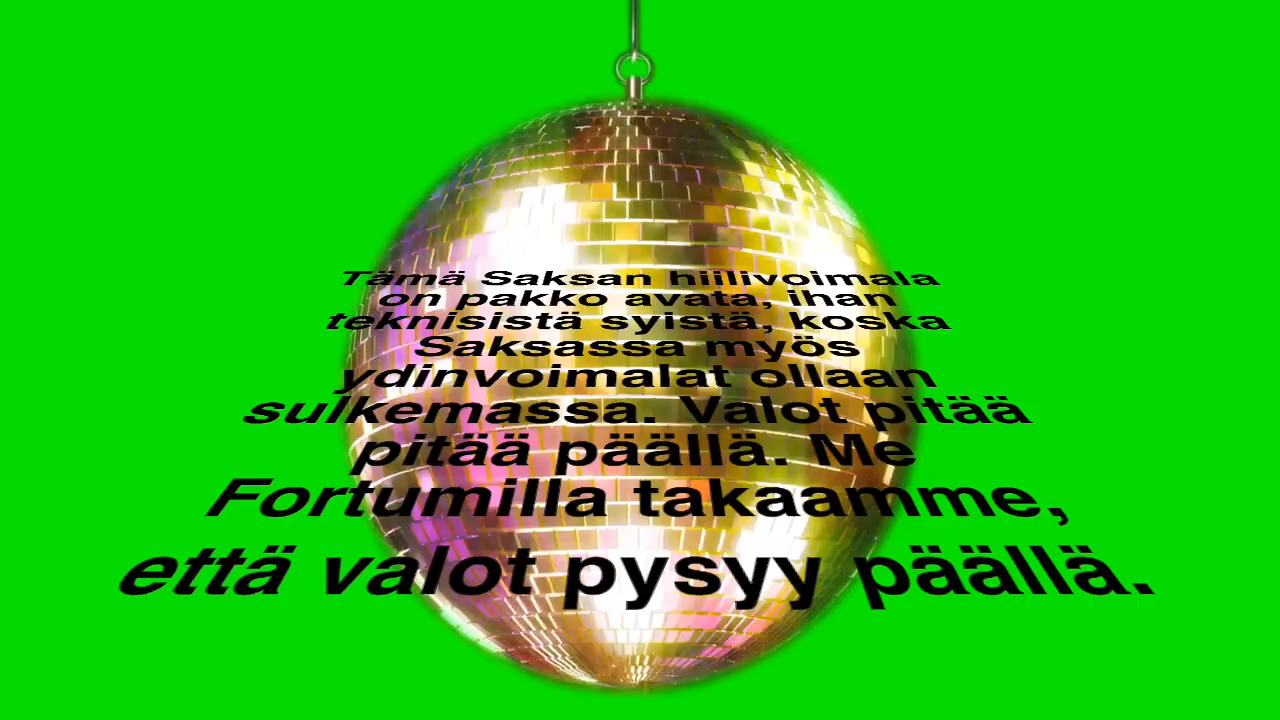 Tämä Saksan hiilivoimala
on pakko avata, ihan
teknisistä syistä, koska
Saksassa myös
ydinvoimalat ollaan
sulkemassa. Valot pitää
pitää päällä. Me
Fortumilla takaamme,
että valot pysyy päällä.